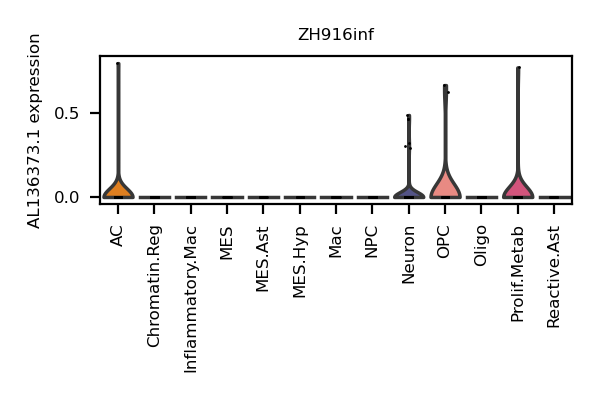 ZH916inf
AL136373.1 expression
0.5
0.0
AC
Chromatin.Reg
Inflammatory.Mac
MES
MES.Ast
MES.Hyp
Mac
NPC
Neuron
OPC
Oligo
Prolif.Metab
Reactive.Ast